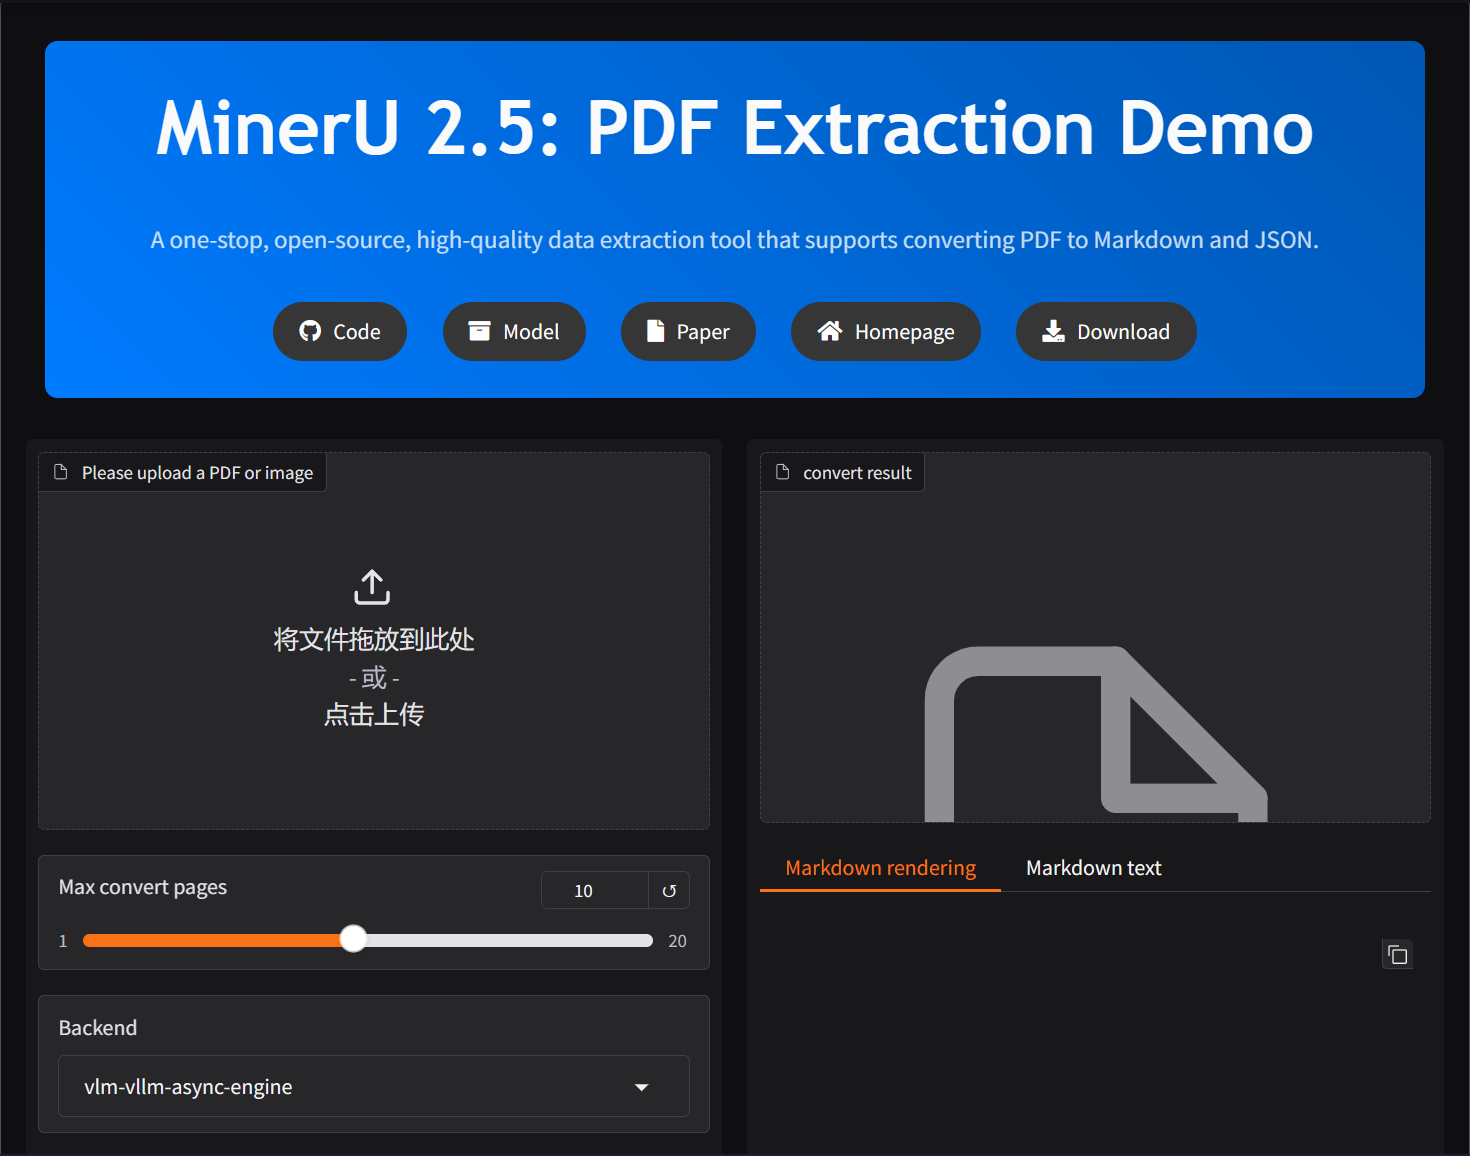 MinerU 2.5: PDF Extraction Demo
A one-stop, open-source, high-quality data extraction tool that supports converting PDF to Markdown and JSON.
Code
Model
Paper
Homepage
Download
Please upload a PDF or image
将文件拖放到此处
- 或 -
点击上传
Max convert pages
10
1
20
Backend
vlm-vllm-async-engine
convert result
Markdown rendering
Markdown text